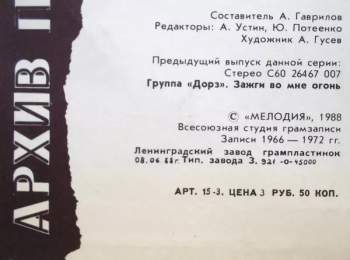 АРХИВ П
Составитель А. Гаврилов
Редакторы: А. Устин, Ю. Потеенко
Художник А. Гусев
Предыдущий выпуск данной серии:
Стерео С60 26467 007
Группа «Дорз». Зажги во мне огонь
© «МЕЛОДИЯ», 1988
Всесоюзная студия грамзаписи
Записи 1966 — 1972 гг.
Ленинградский завод грампластинок
08.06.88г. Тип. завода З. 921 -0-45000
АРТ. 15-3. ЦЕНА 3 РУБ. 50 КОП.